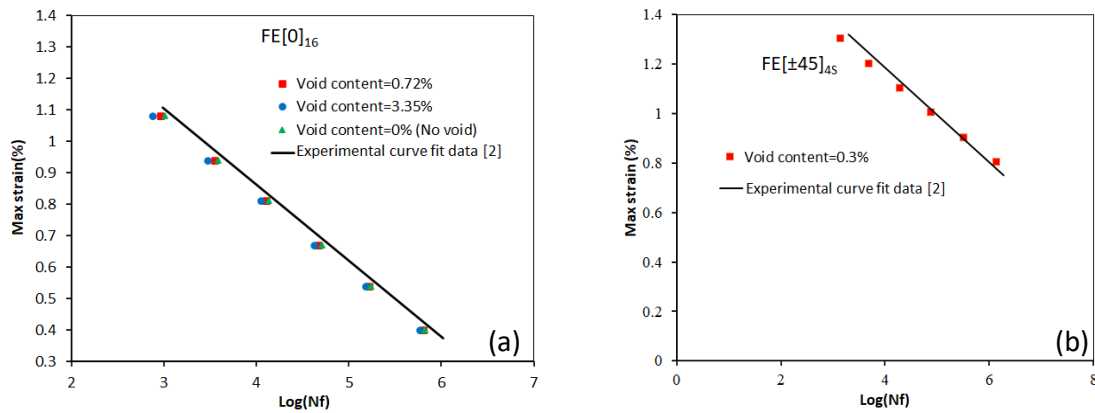 FE[0]16
Void content=0.72%
Void content=3.35%
Void content=0% (No void)
Experimental curve fit data [2]
Max strain(%)
1.4
1.3
1.2
1.1
1
0.9
0.8
0.7
0.6
0.5
0.4
0.3
2 3 4 5 6 7
Log(Nf)
(a)
FE[±45]4S
Void content=0.3%
Experimental curve fit data [2]
Max strain (%)
1.4
1.2
1
0.8
0.6
0.4
0.2
0
0 2 4 6 8
Log(Nf)
(b)